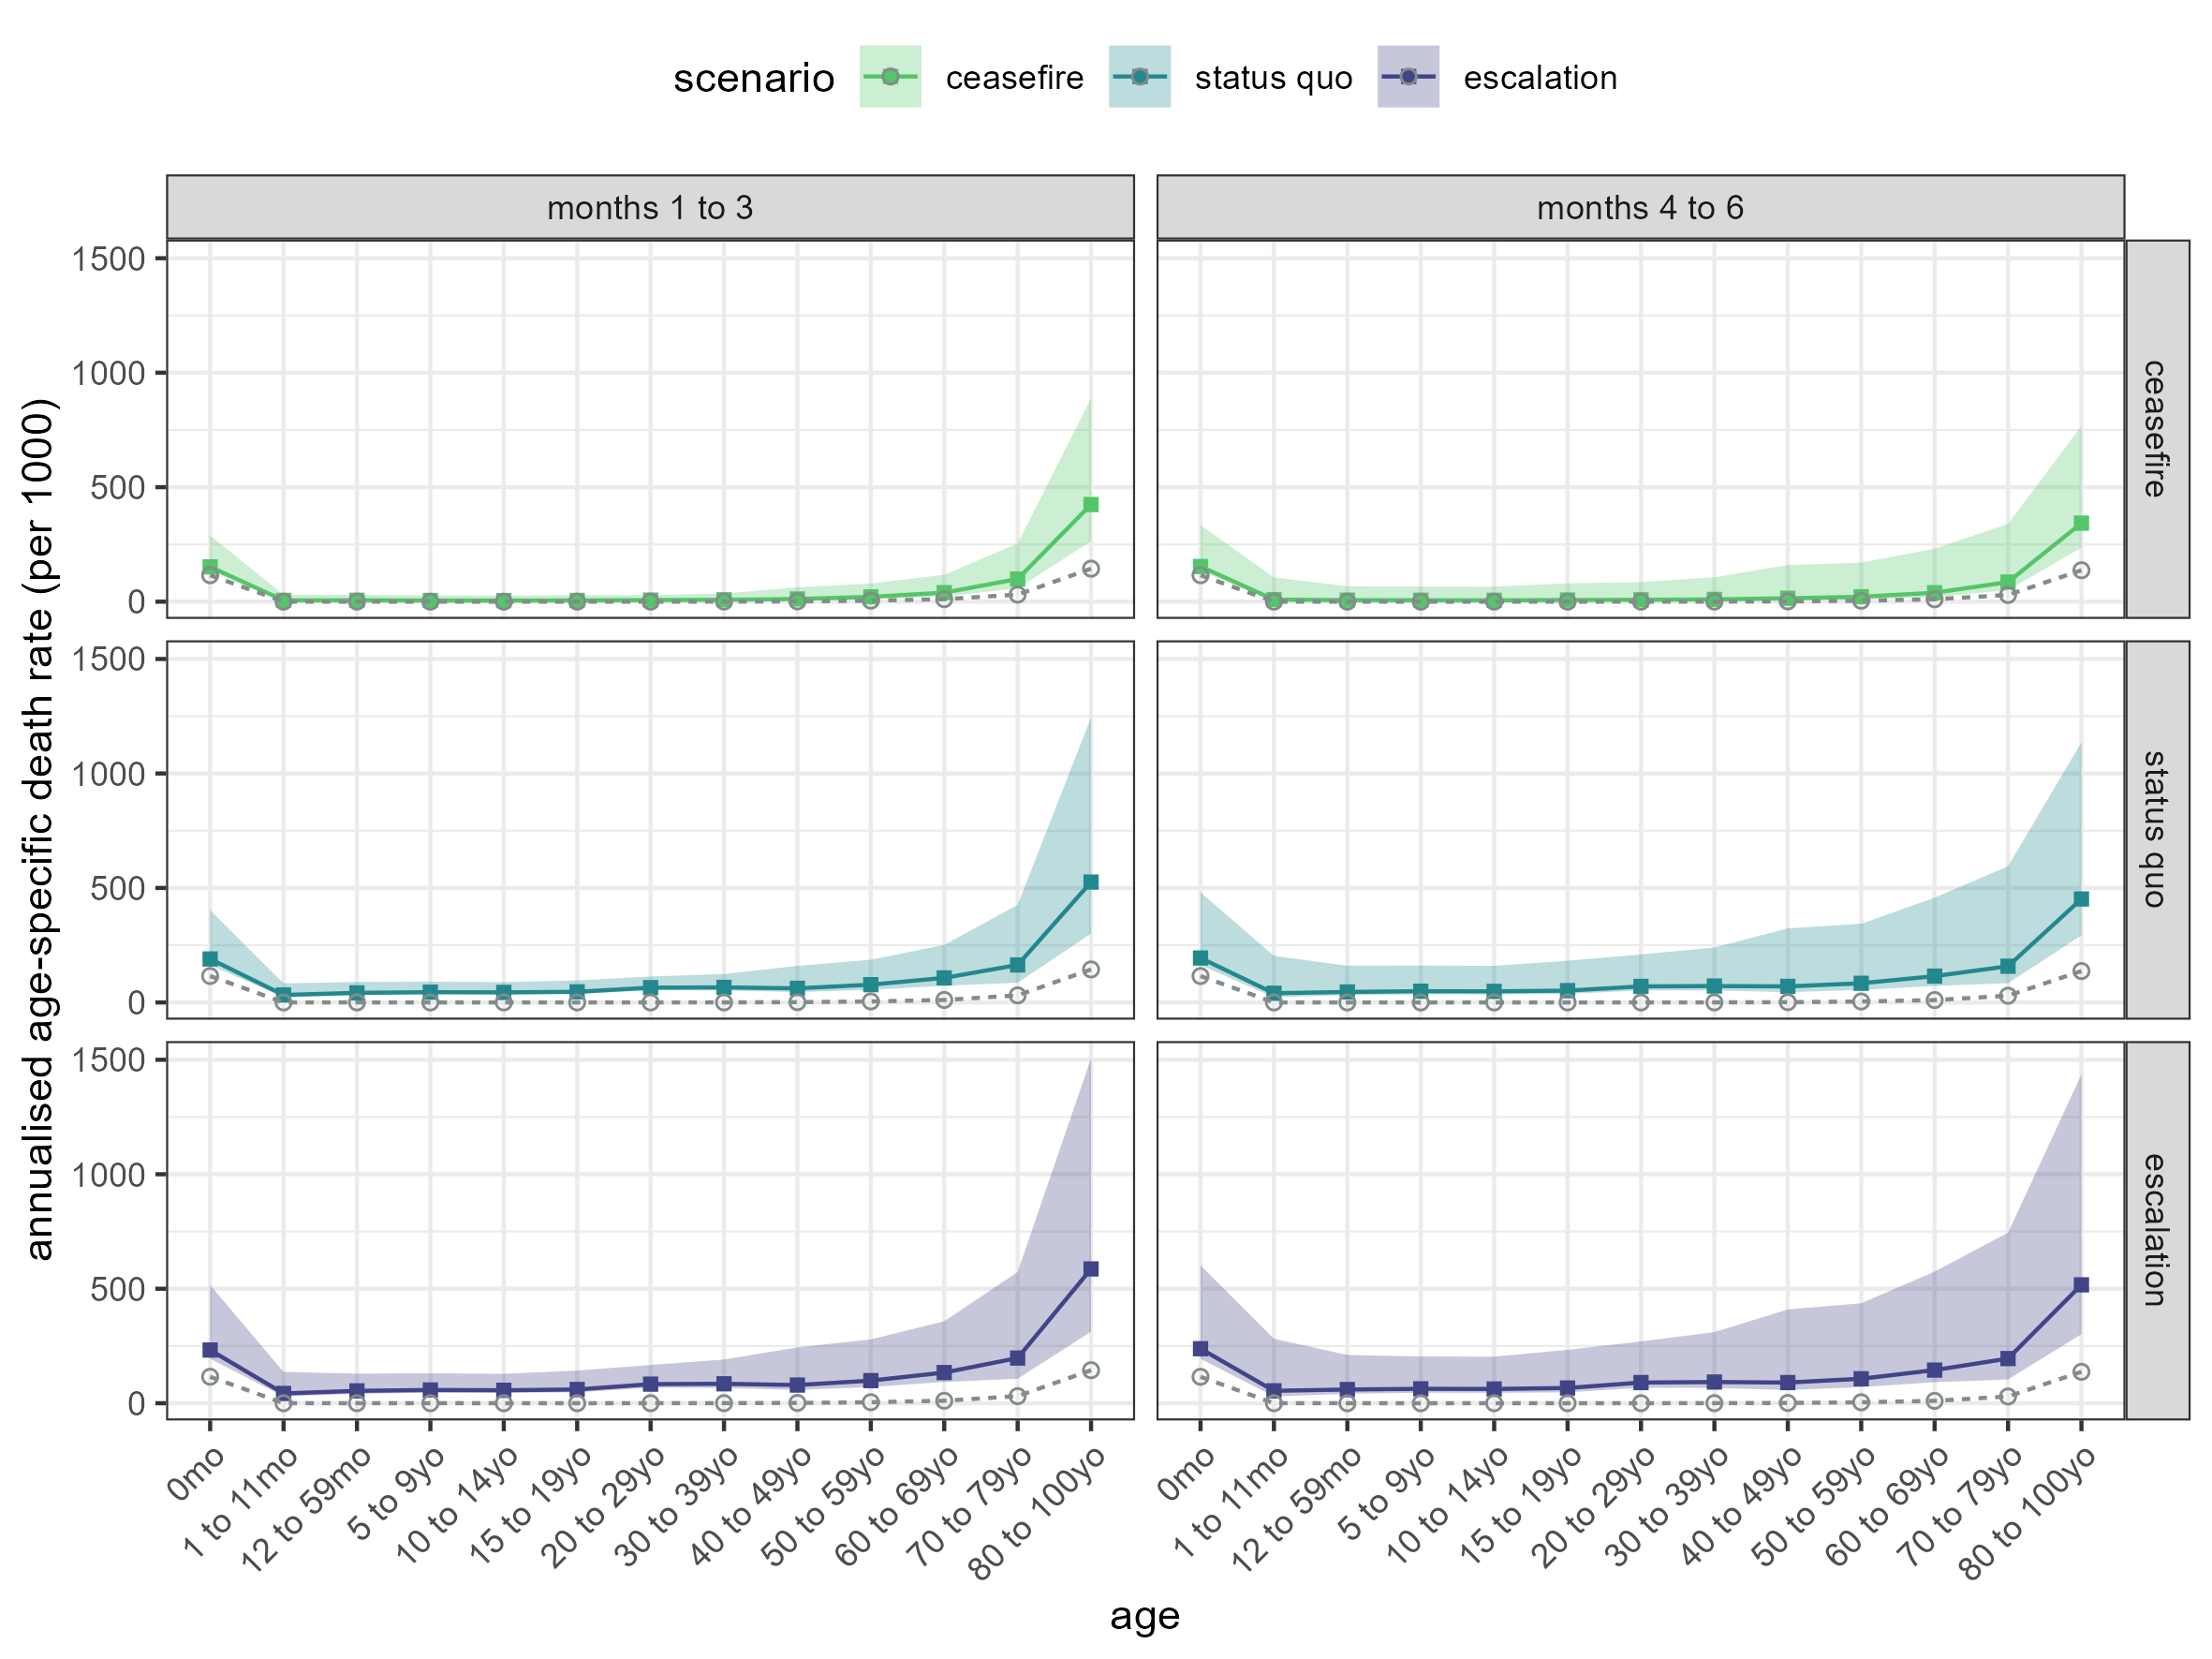 scenario ceasefire status quo escalation
months 1 to 3 months 4 to 6
annualised age-specific death rate (per 1000)
1500
1000
500
0
ceasefire
1500
1000
500
0
status quo
1500
1000
500
0
escalation
0mo 1 to 11mo 12 to 59mo 5 to 9yo 10 to 14yo 15 to 19yo 20 to 29yo 30 to 39yo 40 to 49yo 50 to 59yo 60 to 69yo 70 to 79yo 80 to 100yo
0mo 1 to 11mo 12 to 59mo 5 to 9yo 10 to 14yo 15 to 19yo 20 to 29yo 30 to 39yo 40 to 49yo 50 to 59yo 60 to 69yo 70 to 79yo 80 to 100yo
age